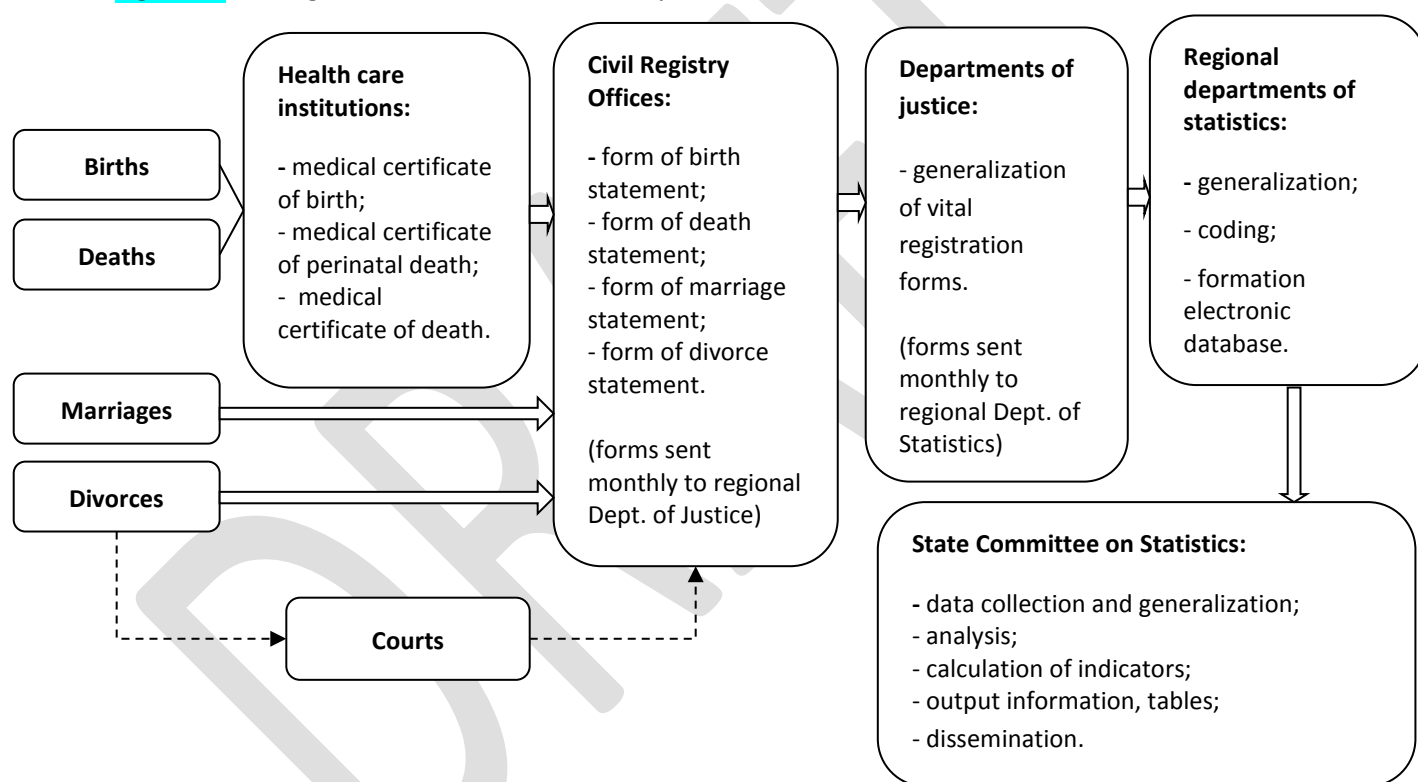 Births
Deaths
Marriages
Divorces
Health care
institutions:
- medical certificate
of birth;
- medical certificate
of perinatal death;
- medical
certificate of death.
Civil Registry
Offices:
- form of birth
statement;
- form of death
statement;
- form of marriage
statement;
- form of divorce
statement.
(forms sent
monthly to regional
Dept. of Justice)
Courts
Departments of
justice:
- generalization
of vital
registration
forms.
(forms sent
monthly to
regional Dept. of
Statistics)
Regional
departments of
statistics:
- generalization;
- coding;
- formation
electronic
database.
State Committee on Statistics:
- data collection and generalization;
- analysis;
- calculation of indicators;
- output information, tables;
- dissemination.